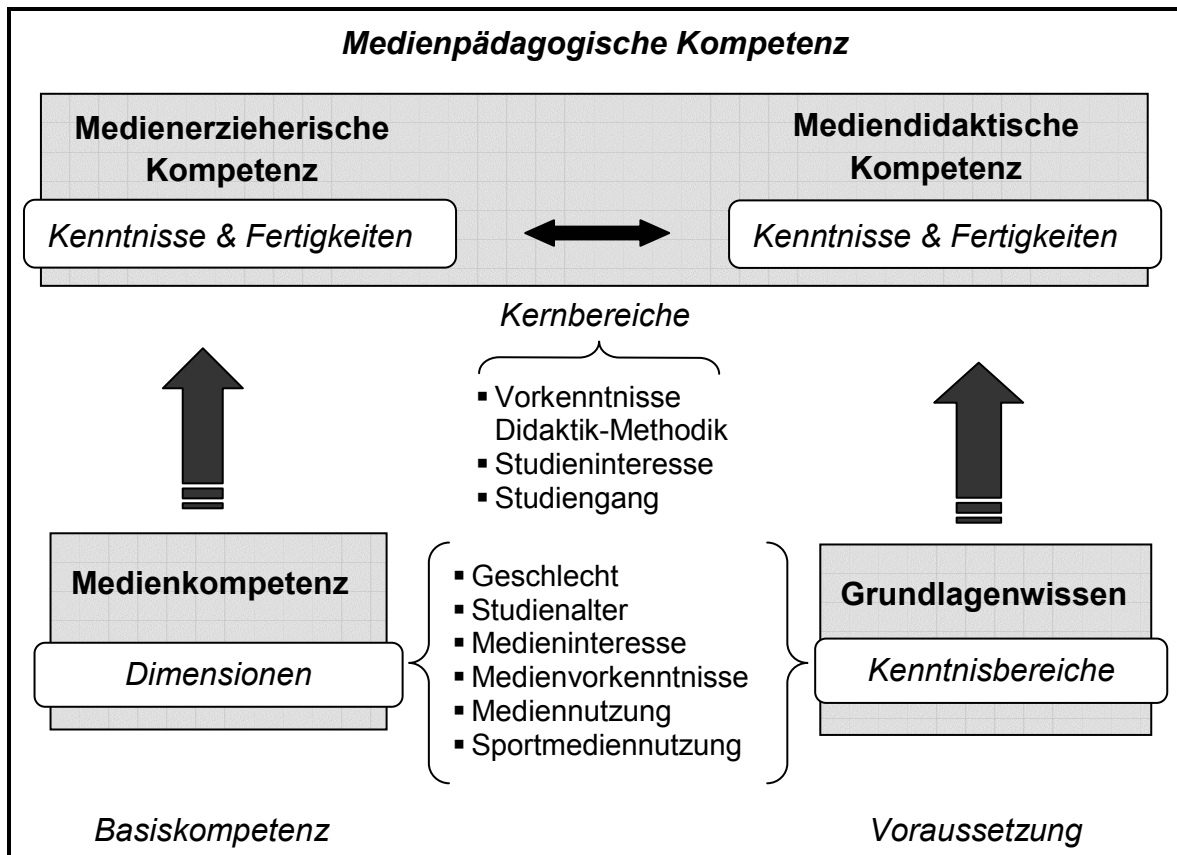 Medienpädagogische Kompetenz
Medienerzieherische
Kompetenz
Kenntnisse & Fertigkeiten
Mediendidaktische
Kompetenz
Kenntnisse & Fertigkeiten
Kernbereiche
▪ Vorkenntnisse
Didaktik-Methodik
▪ Studieninteresse
▪ Studiengang
Medienkompetenz
Dimensionen
▪ Geschlecht
▪ Studienalter
▪ Medieninteresse
▪ Medienvorkenntnisse
▪ Mediennutzung
▪ Sportmediennutzung
Grundlagenwissen
Kenntnisbereiche
Basiskompetenz
Voraussetzung